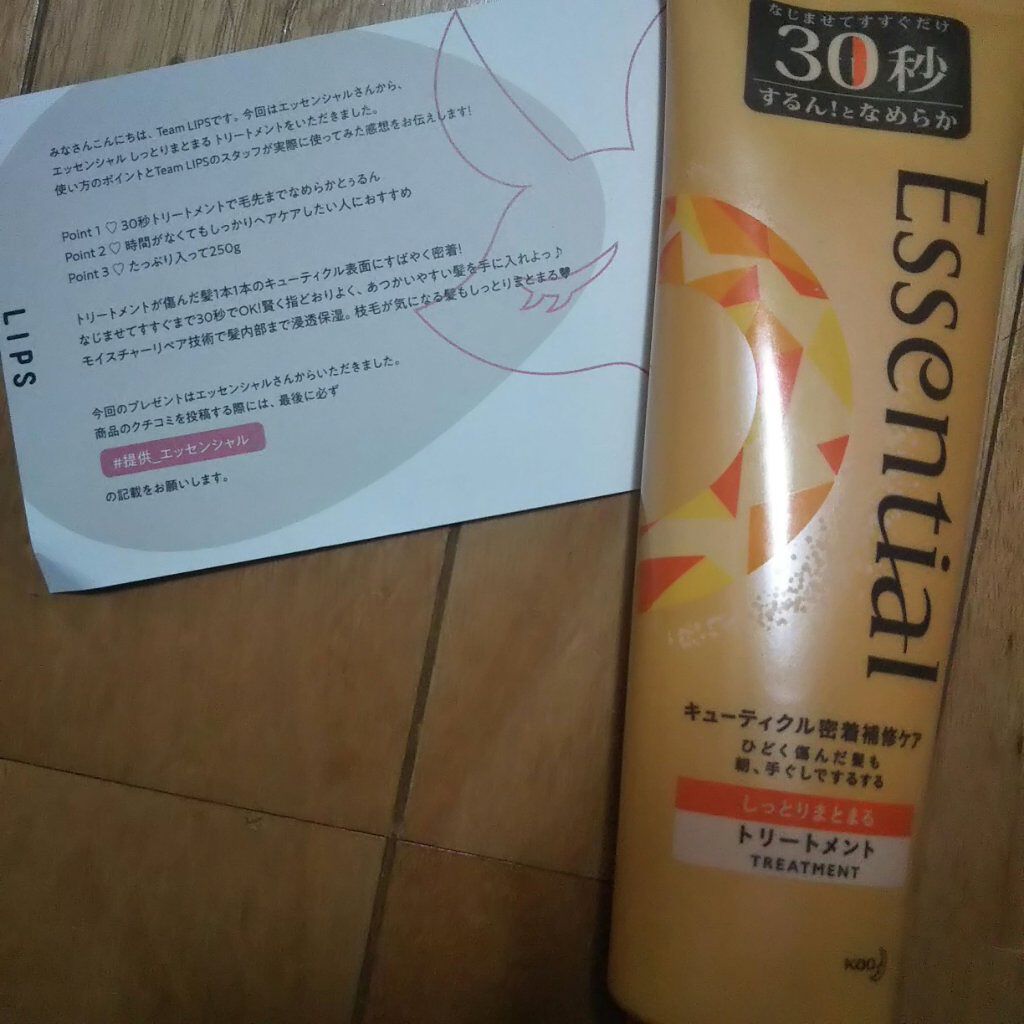 みなさんこんにちは、Team LIPSです。今回はエッセンシャルさんから、
エッセンシャル しっとりまとまる トリートメントをいただきました。
使い方のポイントとTeam LIPSのスタッフが実際に使ってみた感想をお伝えします!
Point 1 ♡ 30秒トリートメントで毛先までなめらかとぅるん
Point 2 ♡ 時間がなくてもしっかりヘアケアしたい人におすすめ
Point 3 ♡ たっぷり入って250g
トリートメントが傷んだ髪1本1本のキューティクル表面にすばやく密着!
なじませてすすぐまで30秒でOK!賢く指どおりよく、あつかいやすい髪を手に入れよっ♪
モイスチャーリペア技術で髪内部まで浸透保湿。枝毛が気になる髪もしっとりまとまる♥
今回のプレゼントはエッセンシャルさんからいただきました。
商品のクチコミを投稿する際には、最後に必ず
#提供_エッセンシャル
の記載をお願いします。
LIPS
なじませてすすぐだけ
30秒
するん!となめらか
Essential
キューティクル密着補修ケア
ひどく傷んだ髪も
朝、手ぐしでするする
しっとりまとまる
トリートメント
TREATMENT
Kao